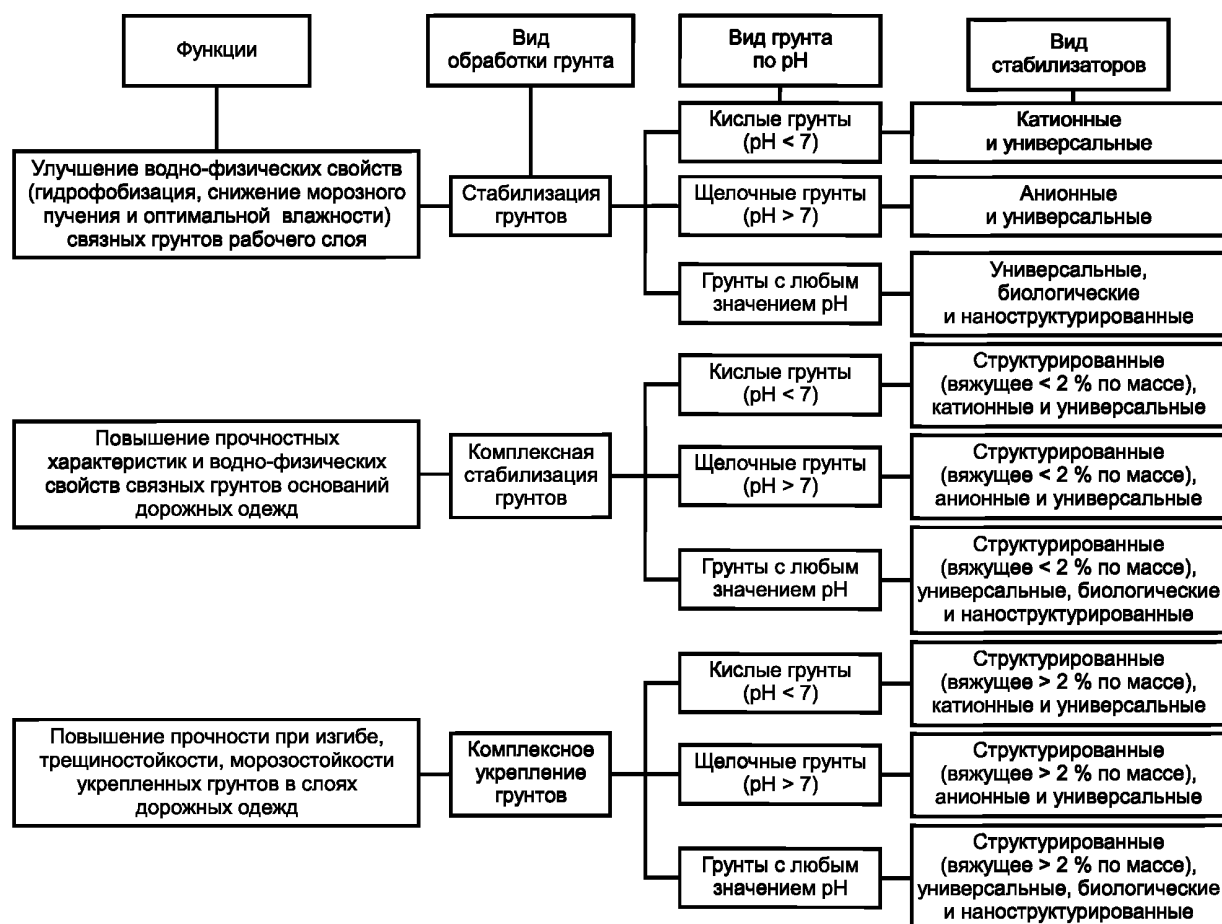 Функции
Вид
обработки грунта
Вид грунта
по pH
Вид
стабилизаторов
Улучшение водно-физических свойств
(гидрофобизация, снижение морозного
пучения и оптимальной влажности)
связных грунтов рабочего слоя
Стабилизация
грунтов
Кислые грунты
(pH < 7)
Катионные
и универсальные
Щелочные грунты
(pH > 7)
Анионные
и универсальные
Грунты с любым
значением pH
Универсальные,
биологические
и наноструктурированные
Повышение прочностных
характеристик и водно-физических
свойств связных грунтов оснований
дорожных одежд
Комплексная
стабилизация
грунтов
Кислые грунты
(pH < 7)
Структурированные
(вяжущее < 2 % по массе),
катионные и универсальные
Щелочные грунты
(pH > 7)
Структурированные
(вяжущее < 2 % по массе),
анионные и универсальные
Грунты с любым
значением pH
Структурированные
(вяжущее < 2 % по массе),
универсальные, биологические
и наноструктурированные
Повышение прочности при изгибе,
трещиностойкости, морозостойкости
укрепленных грунтов в слоях
дорожных одежд
Комплексное
укрепление
грунтов
Кислые грунты
(pH < 7)
Структурированные
(вяжущее > 2 % по массе),
катионные и универсальные
Щелочные грунты
(pH > 7)
Структурированные
(вяжущее > 2 % по массе),
анионные и универсальные
Грунты с любым
значением pH
Структурированные
(вяжущее > 2 % по массе),
универсальные, биологические
и наноструктурированные